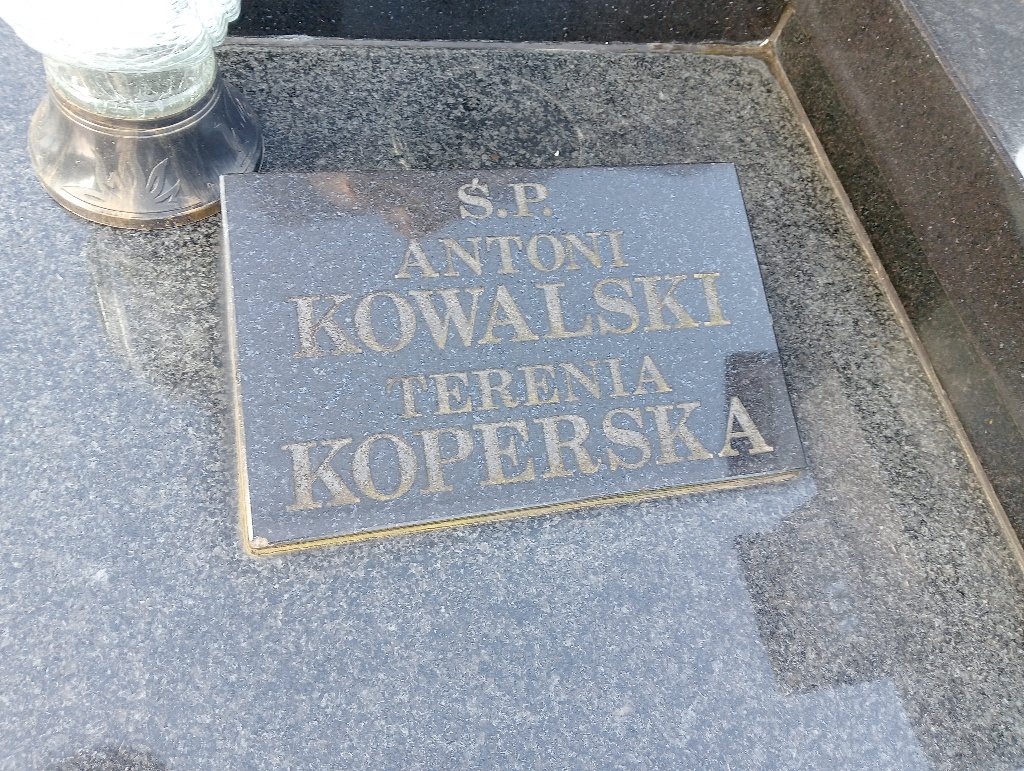 Ś.P.
ANTONI
KOWALSKI
TERENIA
KOPERSKA